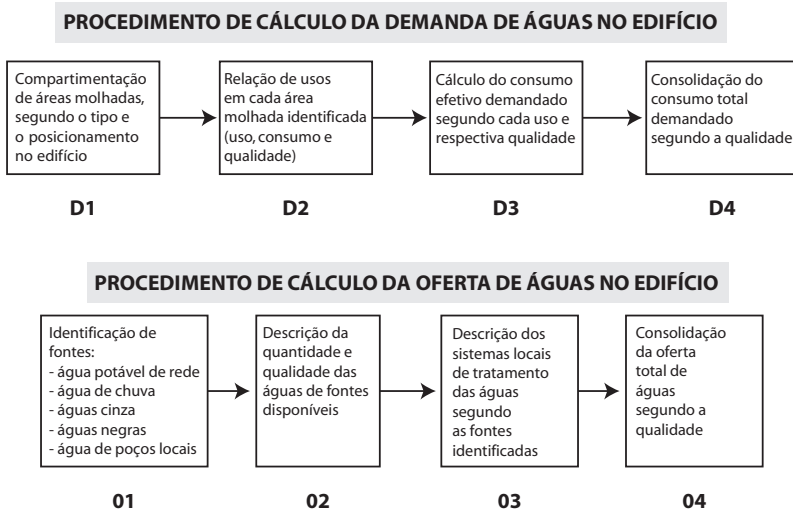 PROCEDIMENTO DE CÁLCULO DA DEMANDA DE ÁGUAS NO EDIFÍCIO
Compartimentação
de áreas molhadas,
segundo o tipo e
o posicionamento
no edifício
D1
Relação de usos
em cada área
molhada identificada
(uso, consumo e
qualidade)
D2
Cálculo do consumo
efetivo demandado
segundo cada uso e
respectiva qualidade
D3
Consolidação do
consumo total
demandado
segundo a qualidade
D4
PROCEDIMENTO DE CÁLCULO DA OFERTA DE ÁGUAS NO EDIFÍCIO
Identificação de
fontes:
- água potável de rede
- água de chuva
- águas cinza
- águas negras
- água de poços locais
01
Descrição da
quantidade e
qualidade das
águas de fontes
disponíveis
02
Descrição dos
sistemas locais
de tratamento
das águas
segundo
as fontes
identificadas
03
Consolidação
da oferta
total de
águas
segundo a
qualidade
04